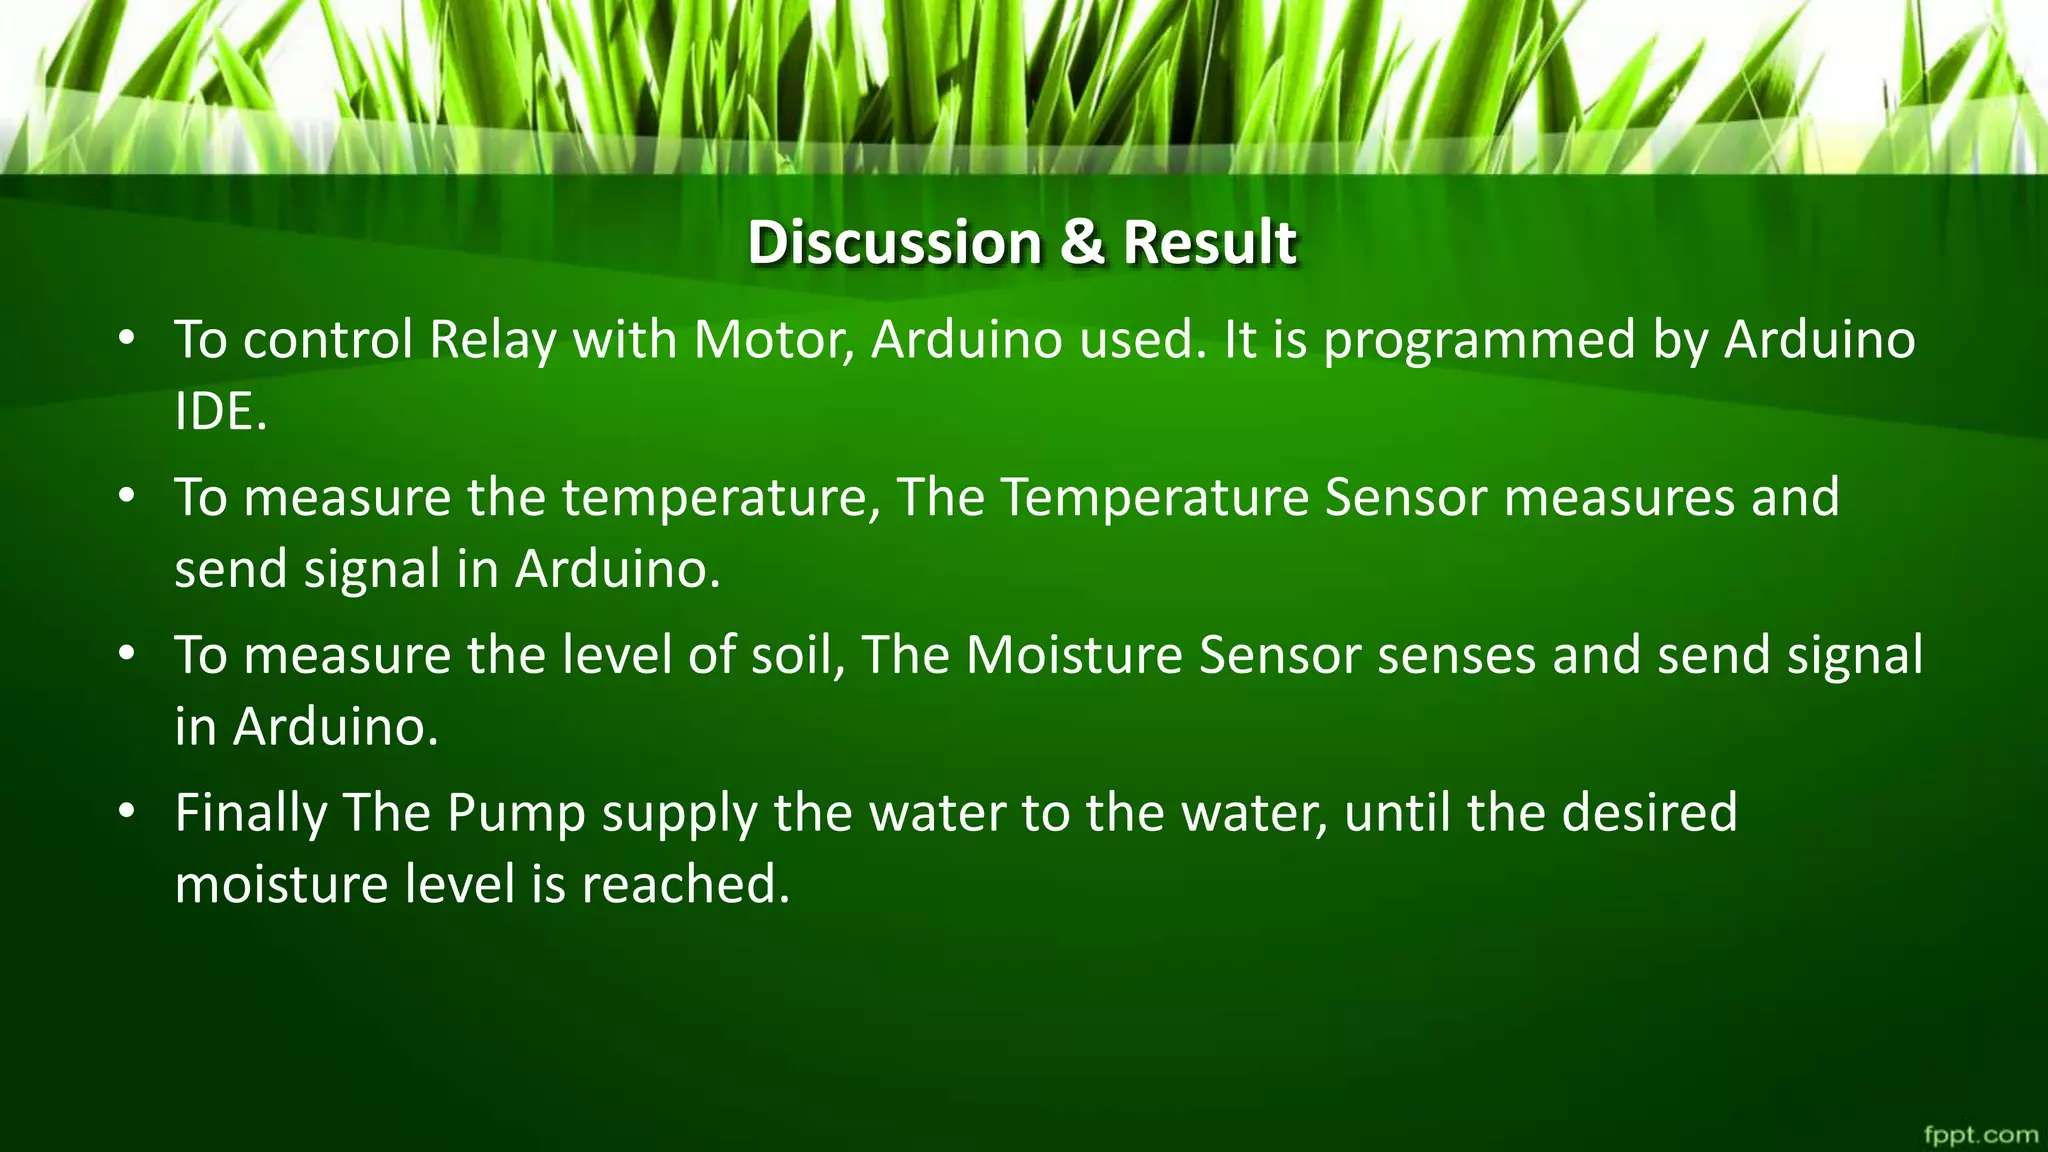 Discussion & Result
• To control Relay with Motor, Arduino used. It is programmed by Arduino
IDE.
• To measure the temperature, The Temperature Sensor measures and
send signal in Arduino.
• To measure the level of soil, The Moisture Sensor senses and send signal
in Arduino.
• Finally The Pump supply the water to the water, until the desired
moisture level is reached.
fppt.com